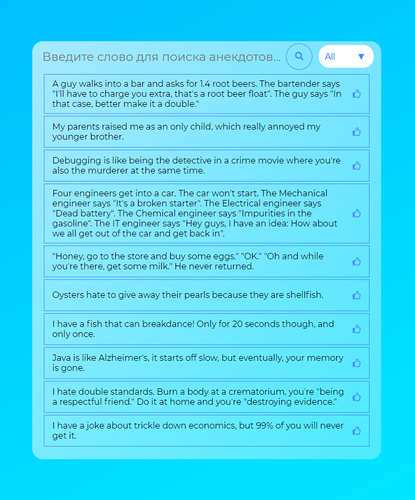 Введите слово для поиска анекдотов...
All ▼
A guy walks into a bar and asks for 1.4 root beers. The bartender says
"I'll have to charge you extra, that's a root beer float". The guy says "In
that case, better make it a double."
My parents raised me as an only child, which really annoyed my
younger brother.
Debugging is like being the detective in a crime movie where you're
also the murderer at the same time.
Four engineers get into a car. The car won't start. The Mechanical
engineer says "It's a broken starter". The Electrical engineer says
"Dead battery". The Chemical engineer says "Impurities in the
gasoline". The IT engineer says "Hey guys, I have an idea: How about
we all get out of the car and get back in".
"Honey, go to the store and buy some eggs." "OK." "Oh and while
you're there, get some milk." He never returned.
Oysters hate to give away their pearls because they are shellfish.
I have a fish that can breakdance! Only for 20 seconds though, and
only once.
Java is like Alzheimer's, it starts off slow, but eventually, your memory
is gone.
I hate double standards. Burn a body at a crematorium, you're "being
a respectful friend." Do it at home and you're "destroying evidence."
I have a joke about trickle down economics, but 99% of you will never
get it.